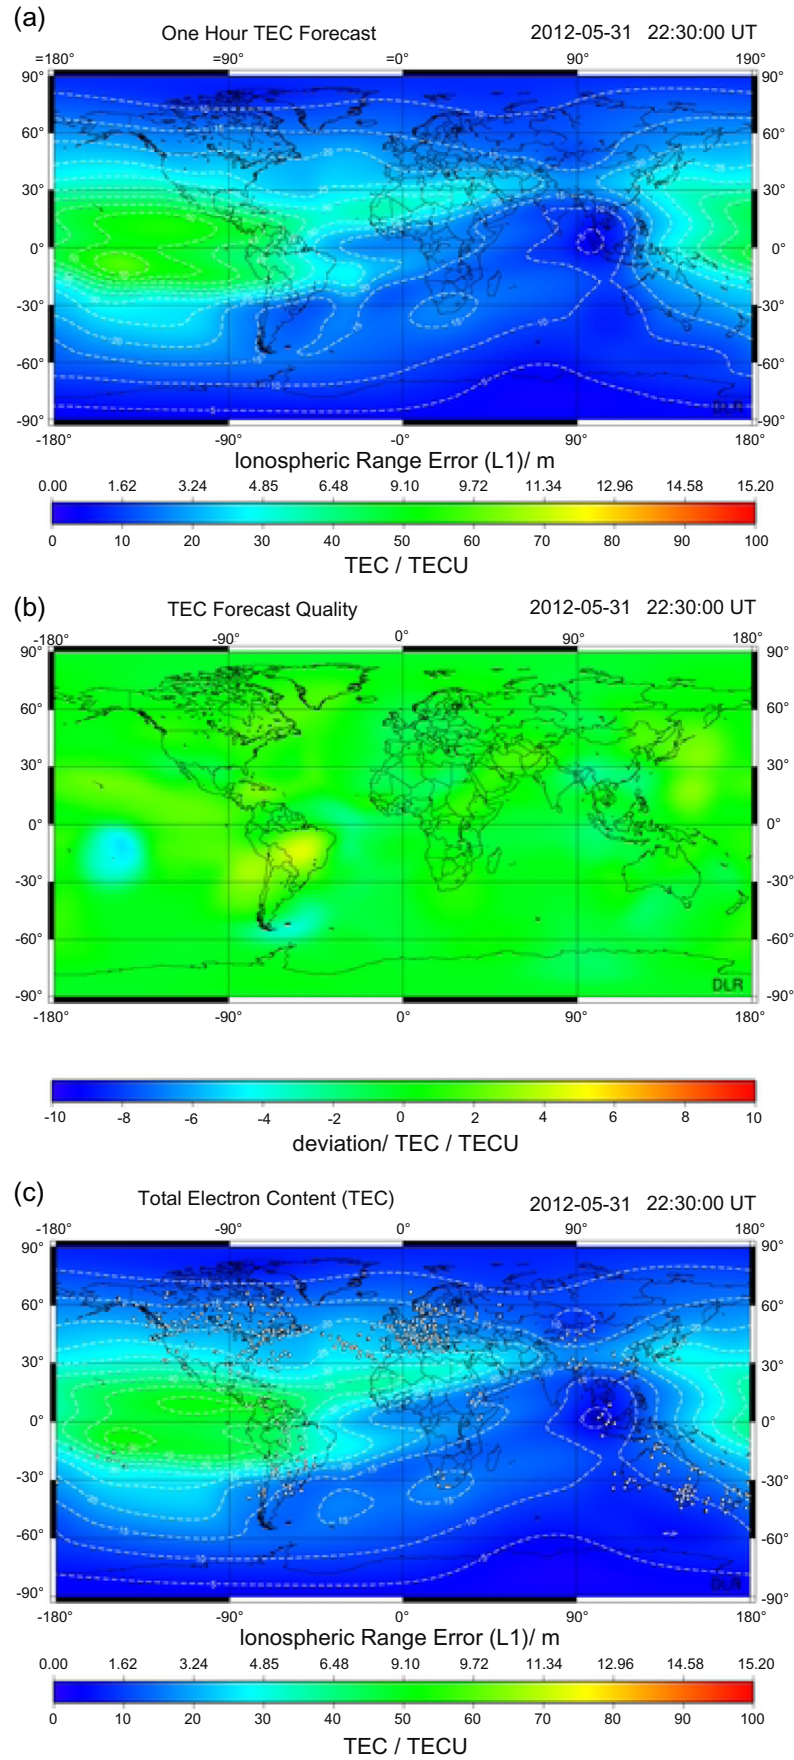 (a)
One Hour TEC Forecast 2012-05-31 22:30:00 UT
=180° =90° =0° 90° 190°
90° 90°
60° 60°
30° 30°
0° 0°
-30° -30°
-60° -60°
DLR
-90° -90°
-180° -90° -0° 90° 180°
Ionospheric Range Error (L1)/ m
0.00 1.62 3.24 4.85 6.48 9.10 9.72 11.34 12.96 14.58 15.20
0 10 20 30 40 50 60 70 80 90 100
TEC / TECU
(b)
TEC Forecast Quality 2012-05-31 22:30:00 UT
-180° -90° 0° 90° 180°
90° 90°
60° 60°
30° 30°
0° 0°
-30° -30°
-60° -60°
DLR
-90° -90°
-180° -90° 0° 90° 180°
-10 -8 -6 -4 -2 0 2 4 6 8 10
deviation/ TEC / TECU
(c)
Total Electron Content (TEC) 2012-05-31 22:30:00 UT
-180° -90° 0° 90° 180°
90° 90°
60° 60°
30° 30°
0° 0°
-30° -30°
-60° -60°
DLR
-90° -90°
-180° -90° 0° 90° 180°
Ionospheric Range Error (L1)/ m
0.00 1.62 3.24 4.85 6.48 9.10 9.72 11.34 12.96 14.58 15.20
0 10 20 30 40 50 60 70 80 90 100
TEC / TECU